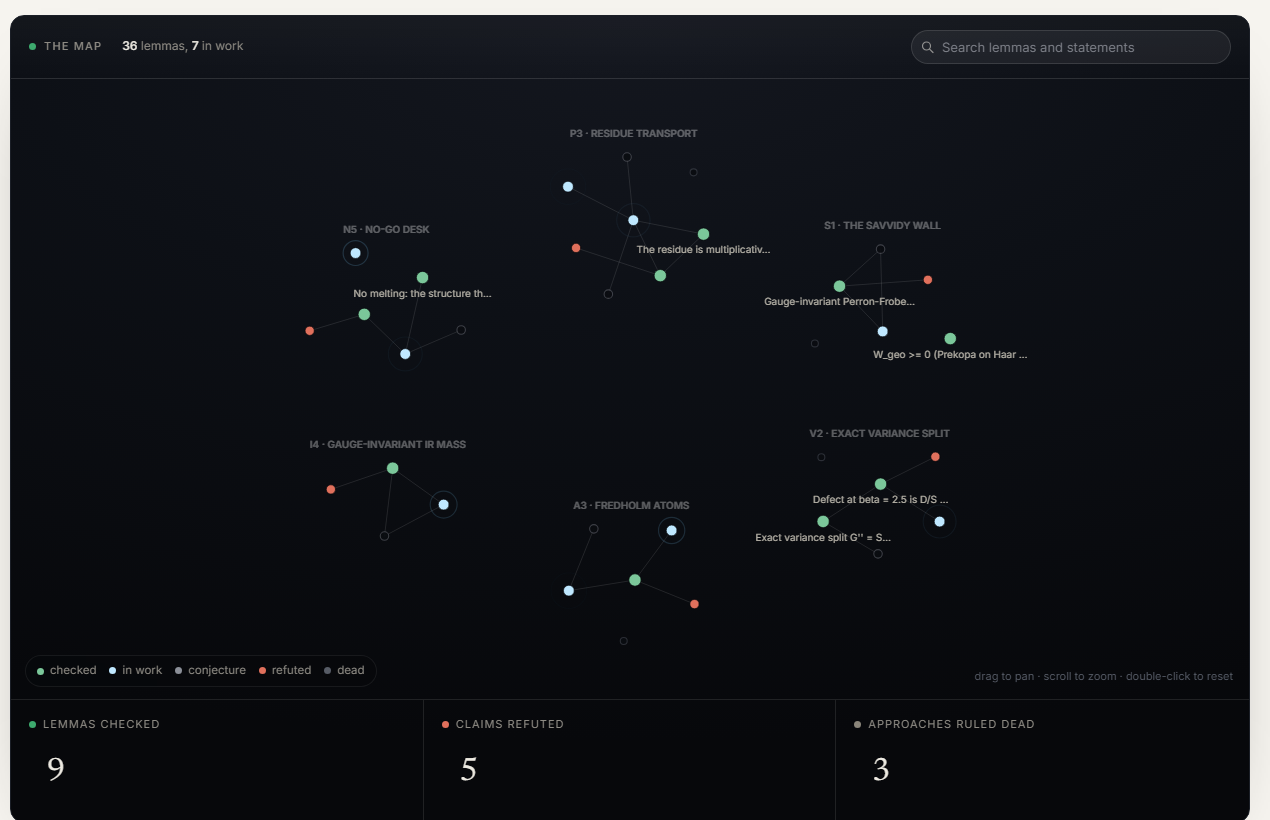 THE MAP
36 lemmas, 7 in work
Search lemmas and statements
P3 · RESIDUE TRANSPORT
N5 · NO-GO DESK
S1 · THE SAVVIDY WALL
The residue is multiplicativ...
No melting: the structure th...
Gauge-invariant Perron-Frobe...
W_geo >= 0 (Prekopa on Haar ...
I4 · GAUGE-INVARIANT IR MASS
V2 · EXACT VARIANCE SPLIT
Defect at beta = 2.5 is D/S ...
A3 · FREDHOLM ATOMS
Exact variance split G'' = S...
checked
in work
conjecture
refuted
dead
drag to pan · scroll to zoom · double-click to reset
LEMMAS CHECKED
9
CLAIMS REFUTED
5
APPROACHES RULED DEAD
3